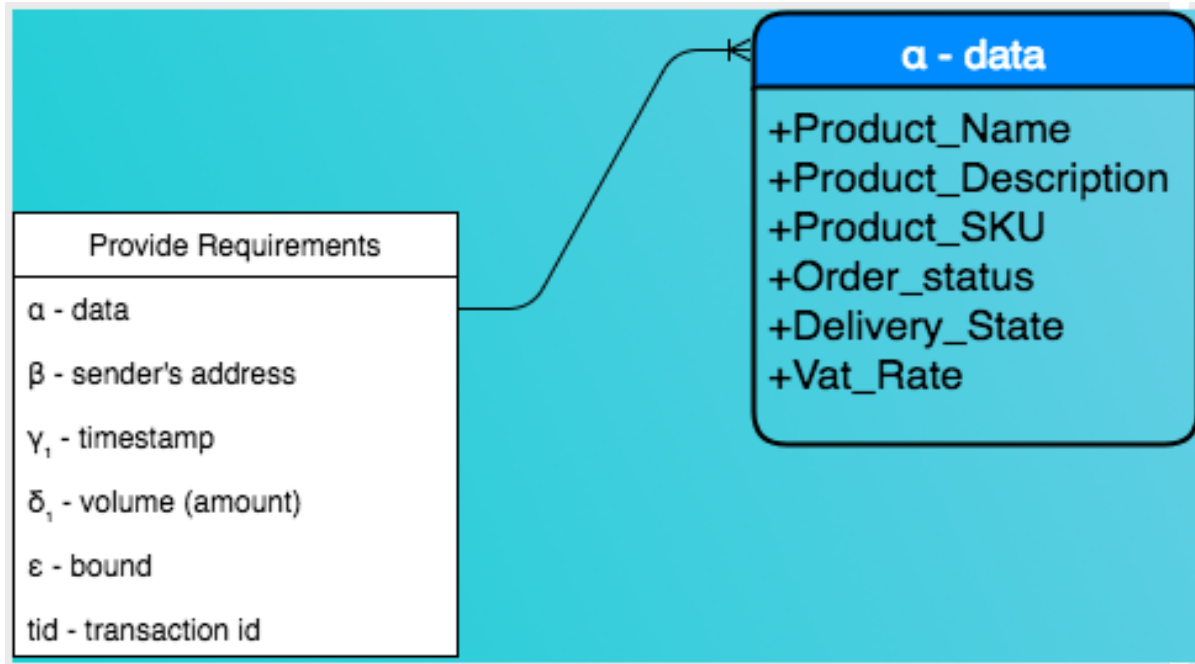 α - data
+Product_Name
+Product_Description
+Product_SKU
+Order_status
+Delivery_State
+Vat_Rate
Provide Requirements
α - data
β - sender's address
γ₁ - timestamp
δ₁ - volume (amount)
ε - bound
tid - transaction id